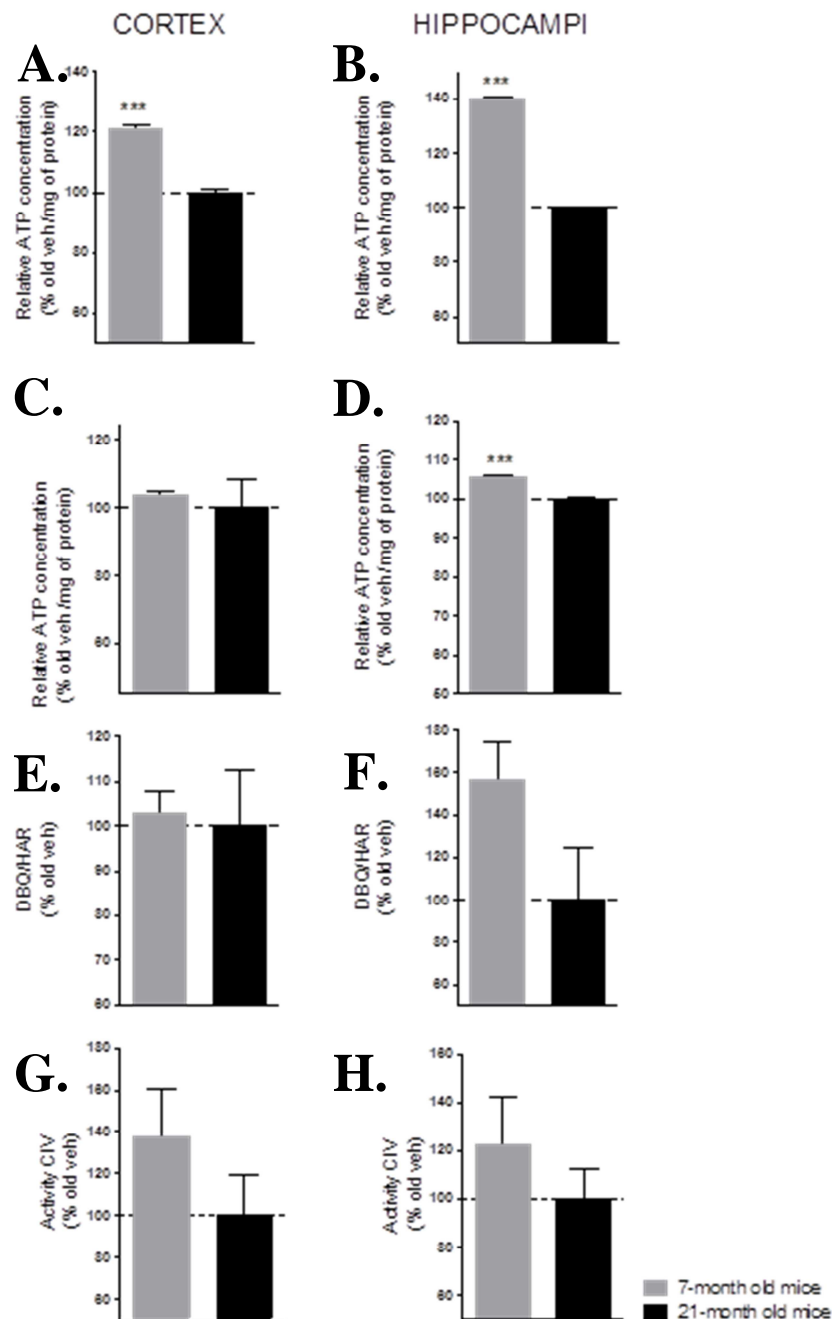 CORTEX
HIPPOCAMPI
A.
B.
Relative ATP concentration
(% old veh/mg of protein)
140
120
100
80
60
***
Relative ATP concentration
(% old veh/mg of protein)
140
120
100
80
60
***
C.
D.
Relative ATP concentration
(% old veh/mg of protein)
120
100
80
60
Relative ATP concentration
(% old veh/mg of protein)
120
110
100
90
80
70
60
50
***
E.
F.
DBQ/HAR
(% old veh)
120
110
100
90
80
70
60
DBQ/HAR
(% old veh)
180
160
140
120
100
80
60
G.
H.
Activity CIV
(% old veh)
180
160
140
120
100
80
60
Activity CIV
(% old veh)
160
140
120
100
80
60
7-month old mice
21-month old mice